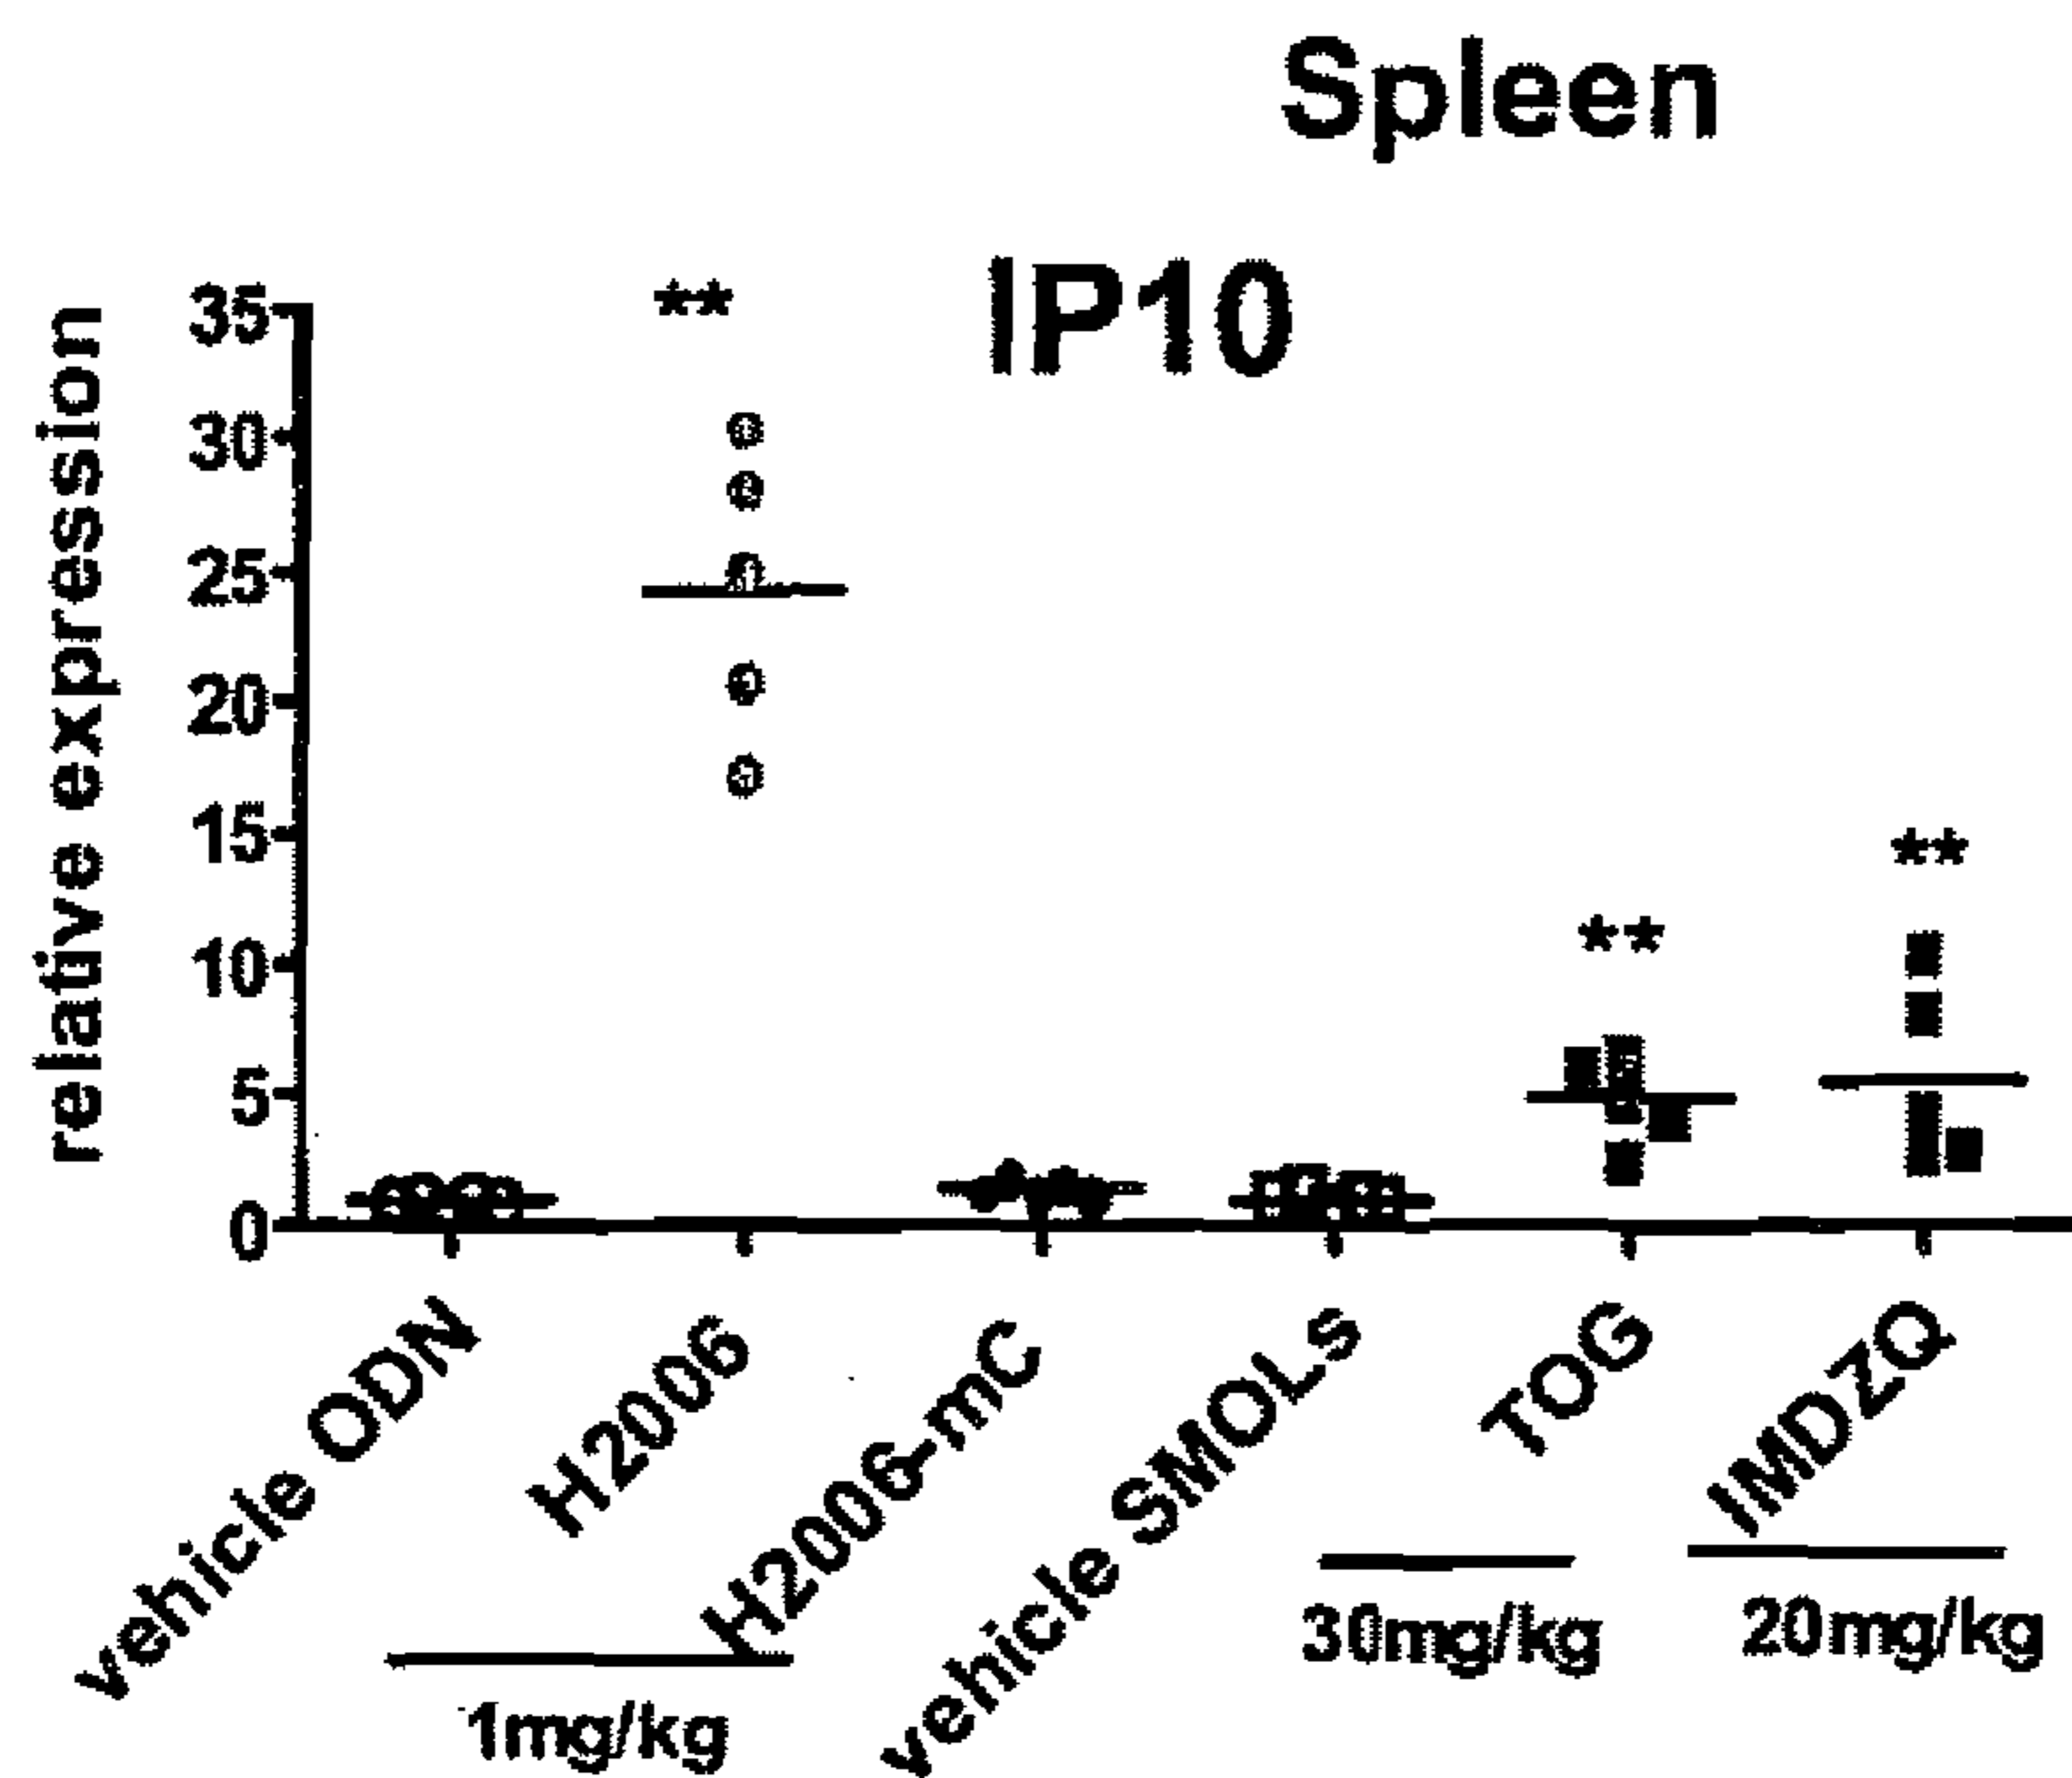 Spleen
IP10
relative expression
35
30
25
20
15
10
5
0
**
**
**
vehicle ODN
H2006
H2006-mC
vehicle SMOLs
TOG
IMDZQ
1mg/kg
30mg/kg
20mg/kg